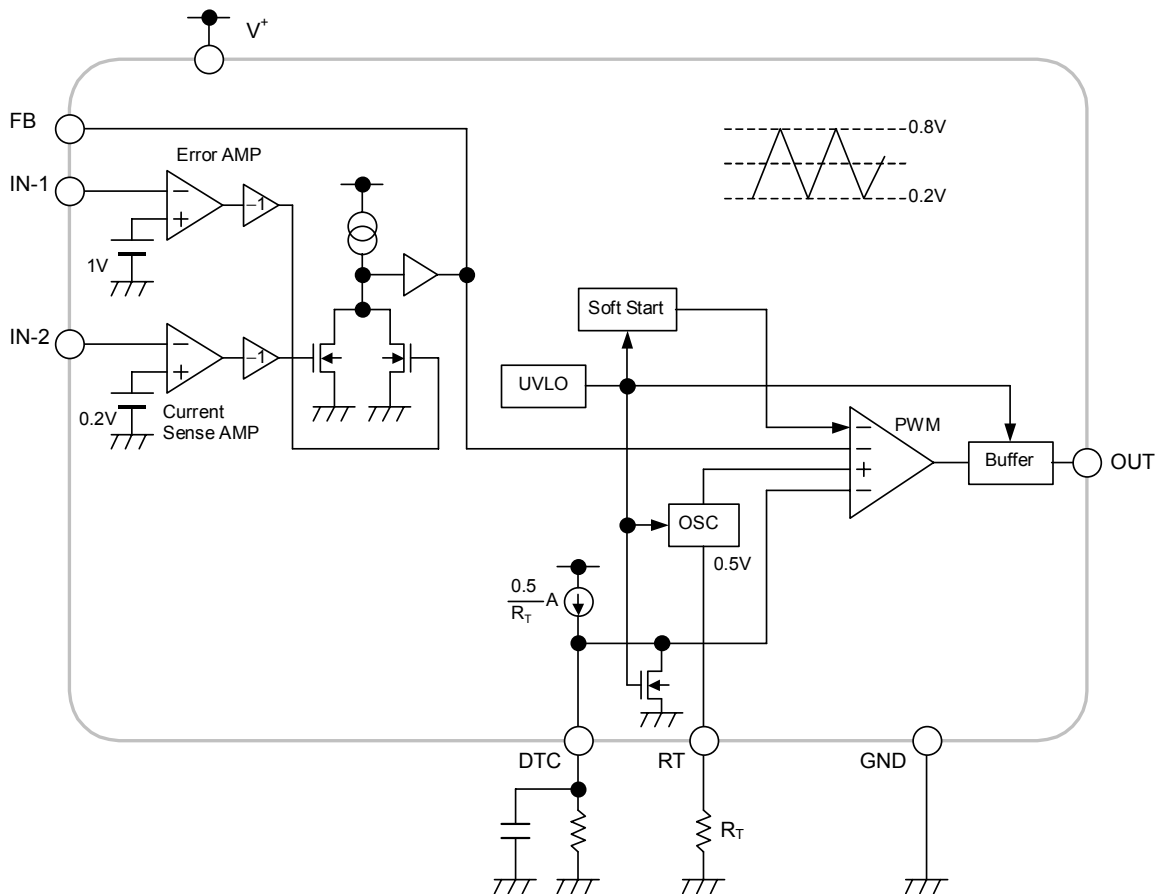 V+
FB
Error AMP
0.8V
IN-1
−
−1
+
0.2V
1V
Soft Start
IN-2
−
−1
+
UVLO
0.2V
Current
Sense AMP
PWM
−
−
+
−
Buffer
OUT
OSC
0.5V
0.5
RT
A
DTC
RT
GND
RT